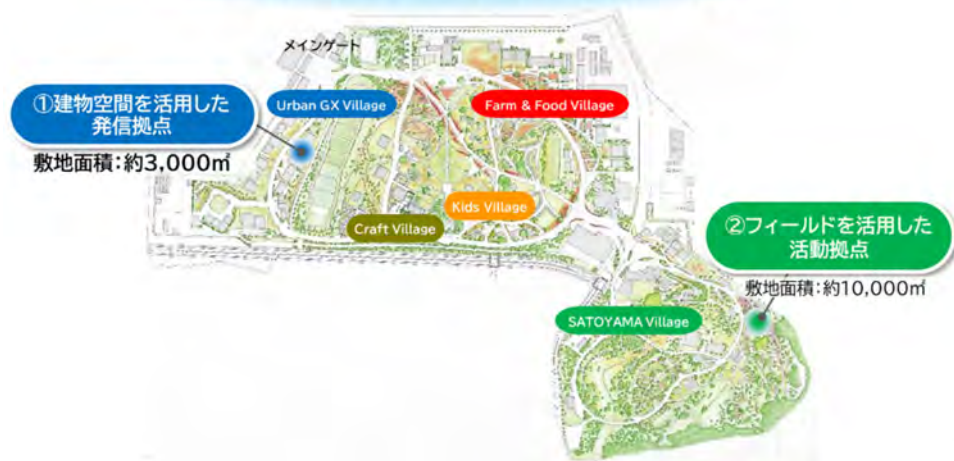 メインゲート
①建物空間を活用した
発信拠点
敷地面積:約3,000㎡
Urban GX Village
Farm & Food Village
Kids Village
Craft Village
②フィールドを活用した
活動拠点
敷地面積:約10,000㎡
SATOYAMA Village